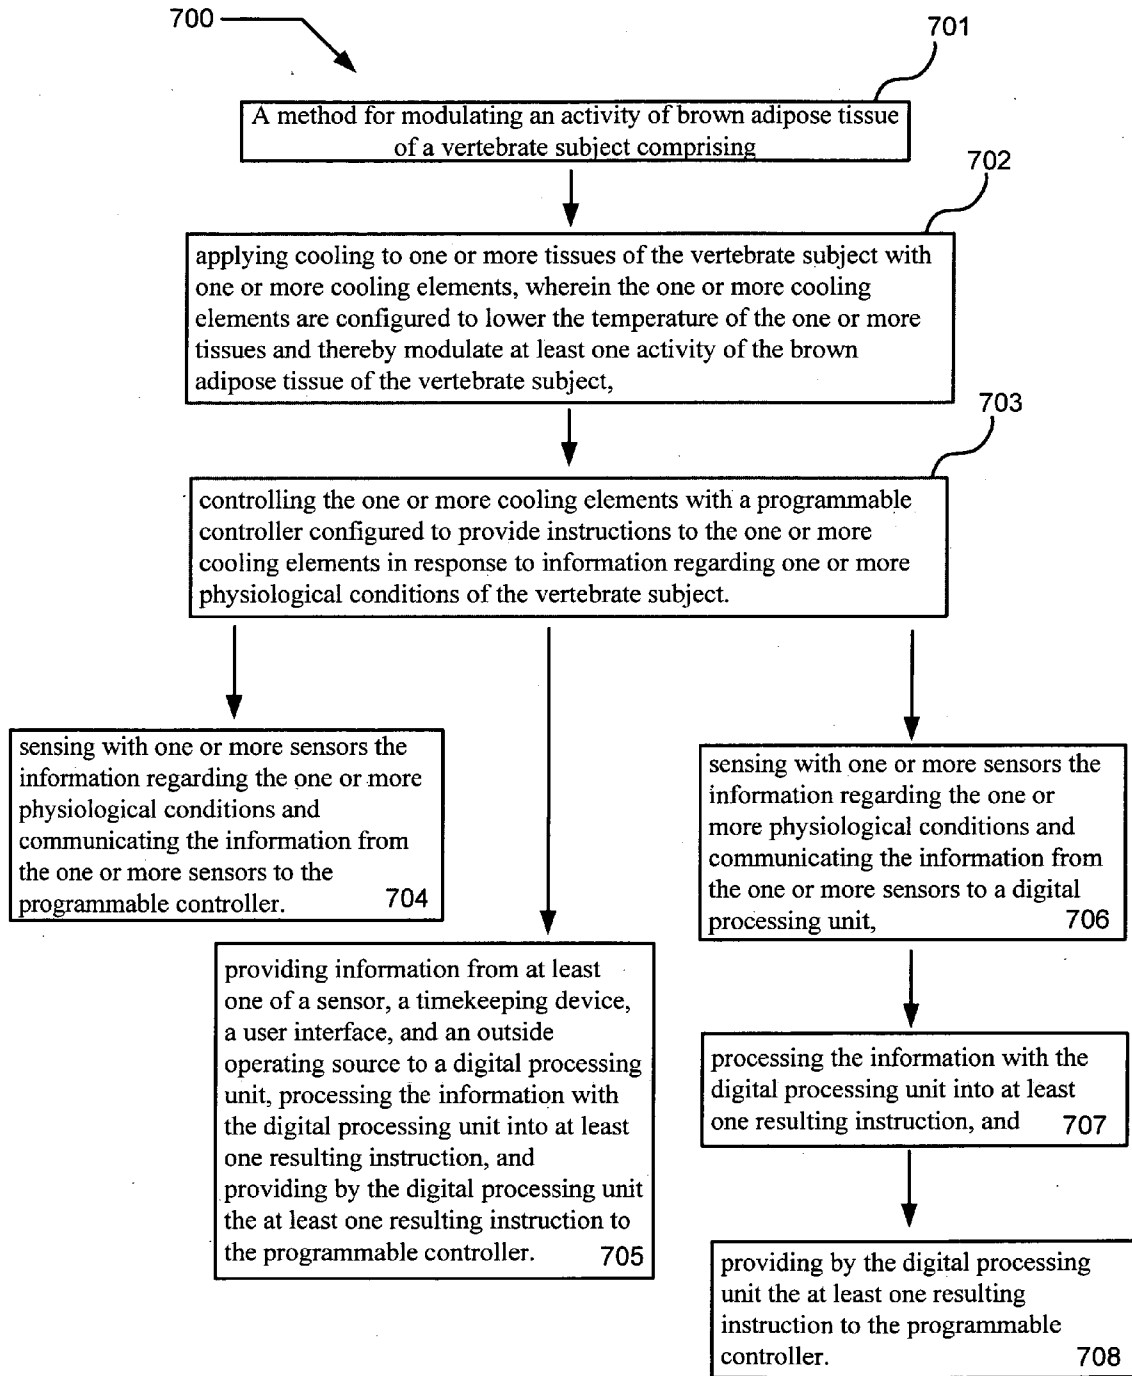 700
701
A method for modulating an activity of brown adipose tissue
of a vertebrate subject comprising
702
applying cooling to one or more tissues of the vertebrate subject with
one or more cooling elements, wherein the one or more cooling
elements are configured to lower the temperature of the one or more
tissues and thereby modulate at least one activity of the brown
adipose tissue of the vertebrate subject,
703
controlling the one or more cooling elements with a programmable
controller configured to provide instructions to the one or more
cooling elements in response to information regarding one or more
physiological conditions of the vertebrate subject.
sensing with one or more sensors the
information regarding the one or more
physiological conditions and
communicating the information from
the one or more sensors to the
programmable controller.
704
providing information from at least
one of a sensor, a timekeeping device,
a user interface, and an outside
operating source to a digital processing
unit, processing the information with
the digital processing unit into at least
one resulting instruction, and
providing by the digital processing unit
the at least one resulting instruction to
the programmable controller.
705
sensing with one or more sensors the
information regarding the one or
more physiological conditions and
communicating the information from
the one or more sensors to a digital
processing unit,
706
processing the information with the
digital processing unit into at least
one resulting instruction, and
707
providing by the digital processing
unit the at least one resulting
instruction to the programmable
controller.
708